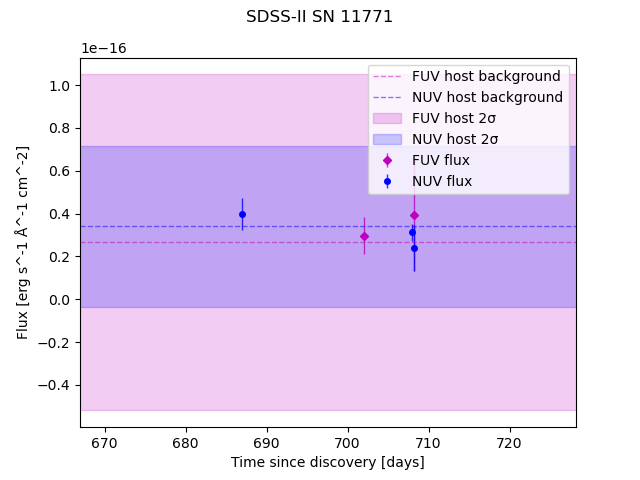 SDSS-II SN 11771
1e−16
FUV host background
NUV host background
FUV host 2σ
NUV host 2σ
FUV flux
NUV flux
1.0
0.8
0.6
0.4
0.2
0.0
−0.2
−0.4
Flux [erg s^-1 Å^-1 cm^-2]
670
680
690
700
710
720
Time since discovery [days]